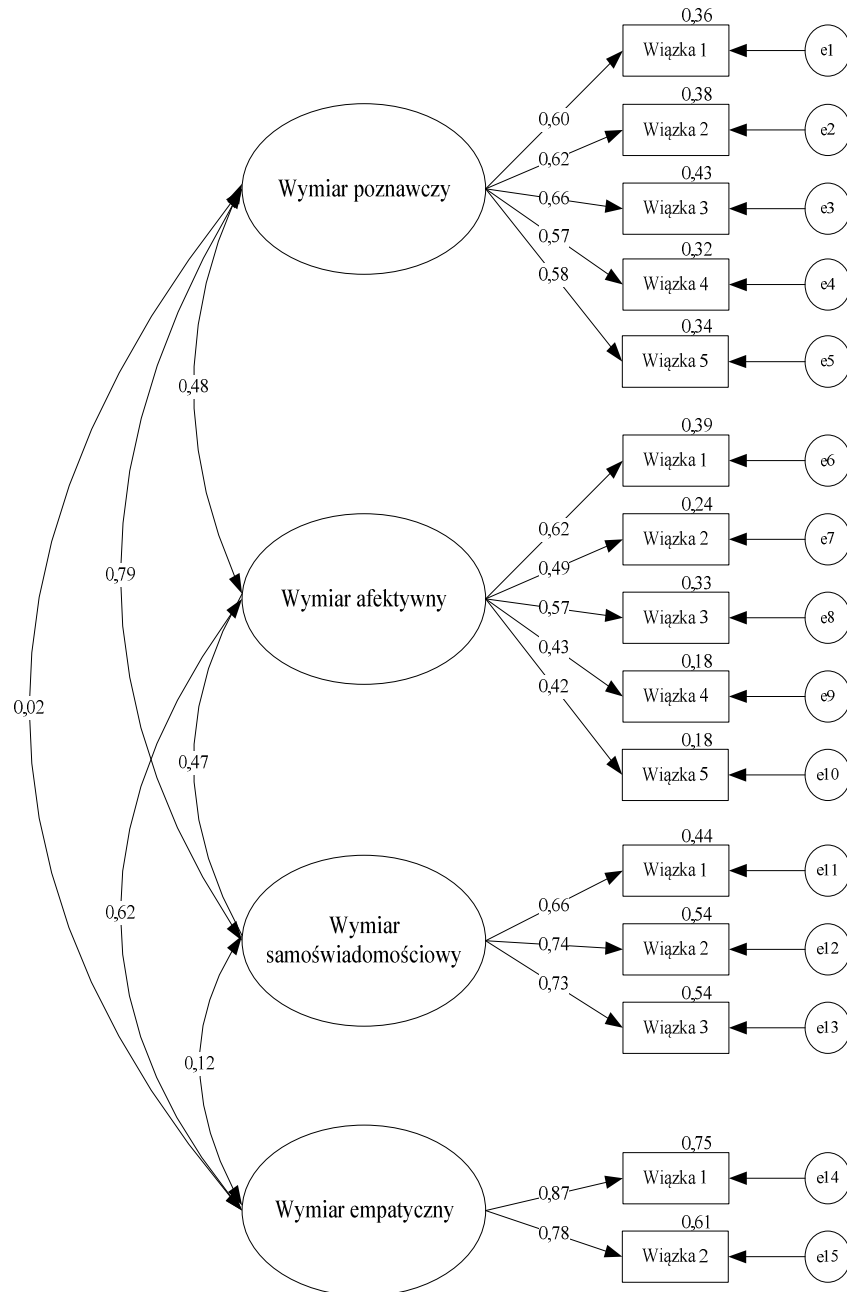 0,36
Wiązka 1
e1
0,60
0,38
Wiązka 2
e2
0,62
0,43
Wiązka 3
e3
0,66
Wymiar poznawczy
0,57
0,32
Wiązka 4
e4
0,58
0,34
Wiązka 5
e5
0,48
0,39
Wiązka 1
e6
0,62
0,24
Wiązka 2
e7
0,49
0,79
Wymiar afektywny
0,57
0,33
Wiązka 3
e8
0,43
0,18
Wiązka 4
e9
0,42
0,02
0,18
Wiązka 5
e10
0,47
0,44
Wiązka 1
e11
0,66
0,62
0,54
Wiązka 2
e12
0,74
Wymiar
samoświadomościowy
0,73
0,54
Wiązka 3
e13
0,12
0,75
Wiązka 1
e14
0,87
Wymiar empatyczny
0,78
0,61
Wiązka 2
e15